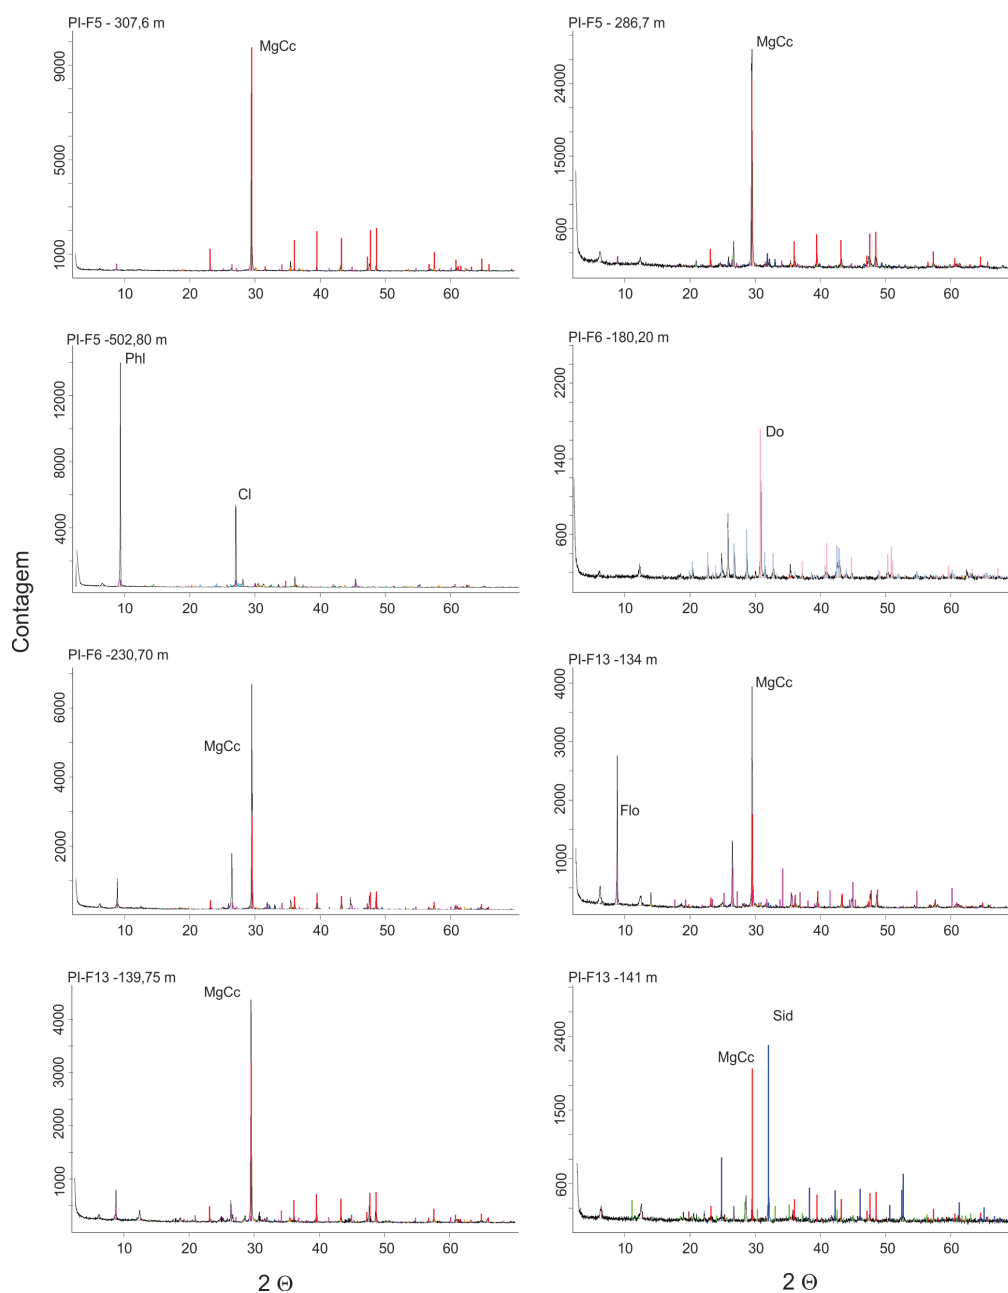 PI-F5 - 307,6 m
MgCc
9000
5000
1000
10 20 30 40 50 60
PI-F5 - 286,7 m
MgCc
24000
15000
600
10 20 30 40 50 60
PI-F5 -502,80 m
Phl
Cl
12000
8000
4000
10 20 30 40 50 60
PI-F6 -180,20 m
Do
2200
1400
600
10 20 30 40 50 60
Contagem
PI-F6 -230,70 m
MgCc
6000
4000
2000
10 20 30 40 50 60
PI-F13 -134 m
MgCc
Flo
4000
3000
2000
1000
10 20 30 40 50 60
PI-F13 -139,75 m
MgCc
4000
3000
2000
1000
10 20 30 40 50 60
2 Θ
PI-F13 -141 m
Sid
MgCc
2400
1500
600
10 20 30 40 50 60
2 Θ